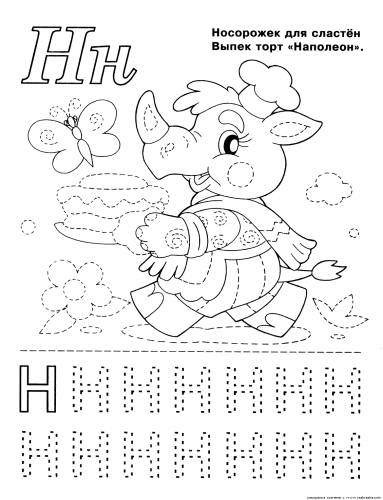 Нн
Носорожек для сластён
Выпек торт «Наполеон».
Н Н Н Н Н Н Н
Н Н Н Н Н Н Н